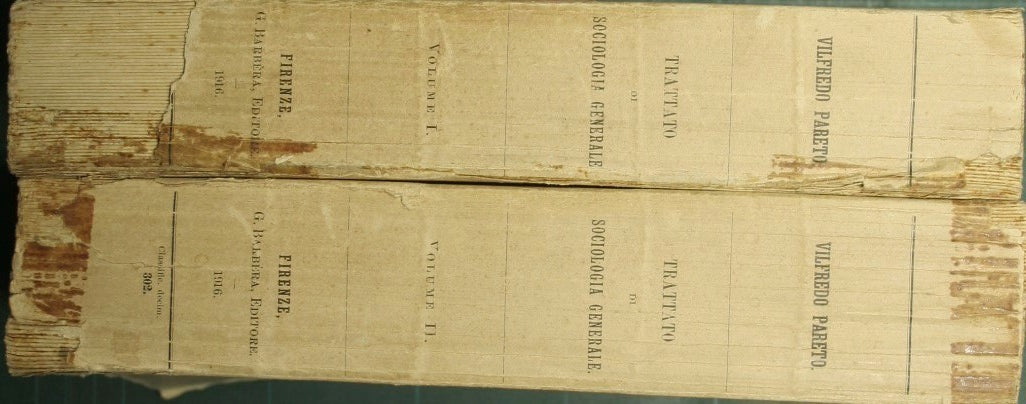 VILFREDO PARETO.
TRATTATO
DI
SOCIOLOGIA GENERALE
VOLUME I.
FIRENZE,
G. BARBÈRA, EDITORE
1916.
VILFREDO PARETO.
TRATTATO
DI
SOCIOLOGIA GENERALE.
VOLUME II.
FIRENZE,
G. BARBÈRA, EDITORE.
1916.
Classific. decim.
302.